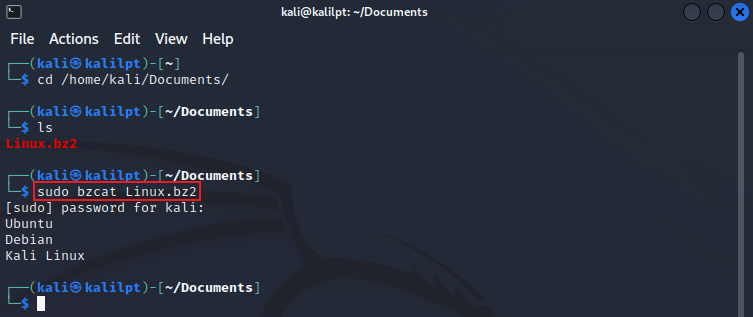 kali@kalilpt: ~/Documents
File Actions Edit View Help
┌──(kali㉿kalilpt)-[~]
└─$ cd /home/kali/Documents/
┌──(kali㉿kalilpt)-[~/Documents]
└─$ ls
Linux.bz2
┌──(kali㉿kalilpt)-[~/Documents]
└─$ sudo bzcat Linux.bz2
[sudo] password for kali:
Ubuntu
Debian
Kali Linux
┌──(kali㉿kalilpt)-[~/Documents]
└─$